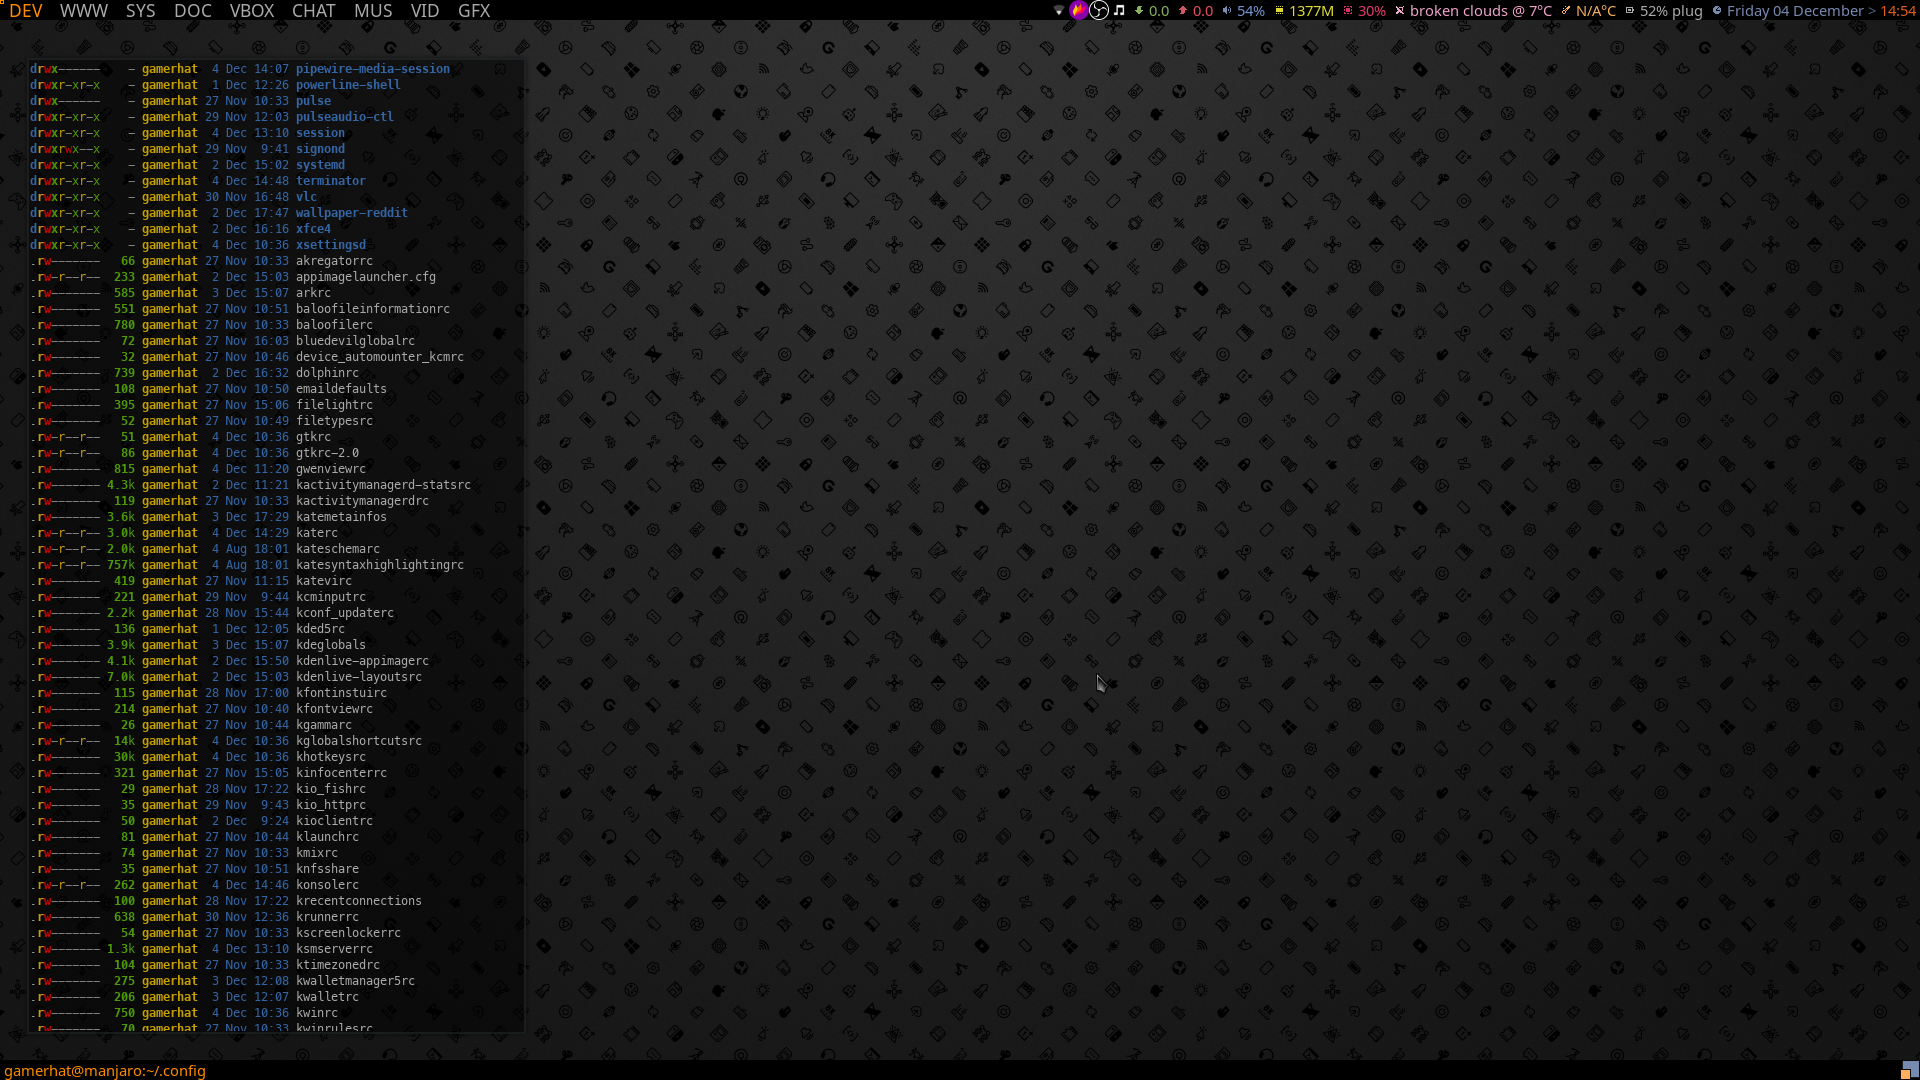 DEV WWW SYS DOC VBOX CHAT MUS VID GFX 0.0 0.0 54% 1377M 30% broken clouds @ 7°C N/A°C 52% plug Friday 04 December > 14:54
drwx------ - gamerhat 4 Dec 14:07 pipewire-media-session
drwxr-xr-x - gamerhat 1 Dec 12:26 powerline-shell
drwx------ - gamerhat 27 Nov 10:33 pulse
drwxr-xr-x - gamerhat 29 Nov 12:03 pulseaudio-ctl
drwxr-xr-x - gamerhat 4 Dec 13:10 session
drwxrwx--x - gamerhat 29 Nov 9:41 signond
drwxr-xr-x - gamerhat 2 Dec 15:02 systemd
drwxr-xr-x - gamerhat 4 Dec 14:48 terminator
drwxr-xr-x - gamerhat 30 Nov 16:48 vlc
drwxr-xr-x - gamerhat 2 Dec 17:47 wallpaper-reddit
drwxr-xr-x - gamerhat 2 Dec 16:16 xfce4
drwxr-xr-x - gamerhat 4 Dec 10:36 xsettingsd
.rw------- 66 gamerhat 27 Nov 10:33 akregatorrc
.rw-r--r-- 233 gamerhat 2 Dec 15:03 appimagelauncher.cfg
.rw------- 585 gamerhat 3 Dec 15:07 arkrc
.rw------- 551 gamerhat 27 Nov 10:51 baloofileinformationrc
.rw------- 780 gamerhat 27 Nov 10:33 baloofilerc
.rw------- 72 gamerhat 27 Nov 16:03 bluedevilglobalrc
.rw------- 32 gamerhat 27 Nov 10:46 device_automounter_kcmrc
.rw------- 739 gamerhat 2 Dec 16:32 dolphinrc
.rw------- 108 gamerhat 27 Nov 10:50 emaildefaults
.rw------- 395 gamerhat 27 Nov 15:06 filelightrc
.rw------- 52 gamerhat 27 Nov 10:49 filetypesrc
.rw-r--r-- 51 gamerhat 4 Dec 10:36 gtkrc
.rw-r--r-- 86 gamerhat 4 Dec 10:36 gtkrc-2.0
.rw------- 815 gamerhat 4 Dec 11:20 gwenviewrc
.rw------- 4.3k gamerhat 2 Dec 11:21 kactivitymanagerd-statsrc
.rw------- 119 gamerhat 27 Nov 10:33 kactivitymanagerdrc
.rw------- 3.6k gamerhat 3 Dec 17:29 katemetainfos
.rw-r--r-- 3.0k gamerhat 4 Dec 14:29 katerc
.rw-r--r-- 2.0k gamerhat 4 Aug 18:01 kateschemarc
.rw-r--r-- 757k gamerhat 4 Aug 18:01 katesyntaxhighlightingrc
.rw------- 419 gamerhat 27 Nov 11:15 katevirc
.rw------- 221 gamerhat 29 Nov 9:44 kcminputrc
.rw------- 2.2k gamerhat 28 Nov 15:44 kconf_updaterc
.rw------- 136 gamerhat 1 Dec 12:05 kded5rc
.rw------- 3.9k gamerhat 3 Dec 15:07 kdeglobals
.rw------- 4.1k gamerhat 2 Dec 15:50 kdenlive-appimagerc
.rw------- 7.0k gamerhat 2 Dec 15:03 kdenlive-layoutsrc
.rw------- 115 gamerhat 28 Nov 17:00 kfontinstuirc
.rw------- 214 gamerhat 27 Nov 10:40 kfontviewrc
.rw------- 26 gamerhat 27 Nov 10:44 kgammarc
.rw-r--r-- 14k gamerhat 4 Dec 10:36 kglobalshortcutsrc
.rw------- 30k gamerhat 4 Dec 10:36 khotkeysrc
.rw------- 321 gamerhat 27 Nov 15:05 kinfocenterrc
.rw------- 29 gamerhat 28 Nov 17:22 kio_fishrc
.rw------- 35 gamerhat 29 Nov 9:43 kio_httprc
.rw------- 50 gamerhat 2 Dec 9:24 kioclientrc
.rw------- 81 gamerhat 27 Nov 10:44 klaunchrc
.rw------- 74 gamerhat 27 Nov 10:33 kmixrc
.rw------- 35 gamerhat 27 Nov 10:51 knfsshare
.rw-r--r-- 262 gamerhat 4 Dec 14:46 konsolerc
.rw------- 100 gamerhat 28 Nov 17:22 krecentconnections
.rw------- 638 gamerhat 30 Nov 12:36 krunnerrc
.rw------- 54 gamerhat 27 Nov 10:33 kscreenlockerrc
.rw------- 1.3k gamerhat 4 Dec 13:10 ksmserverrc
.rw------- 104 gamerhat 27 Nov 10:33 ktimezonedrc
.rw------- 275 gamerhat 3 Dec 12:08 kwalletmanager5rc
.rw------- 206 gamerhat 3 Dec 12:07 kwalletrc
.rw------- 750 gamerhat 4 Dec 10:36 kwinrc
.rw------- 70 gamerhat 27 Nov 10:33 kwinrulesrc
gamerhat@manjaro:~/.config